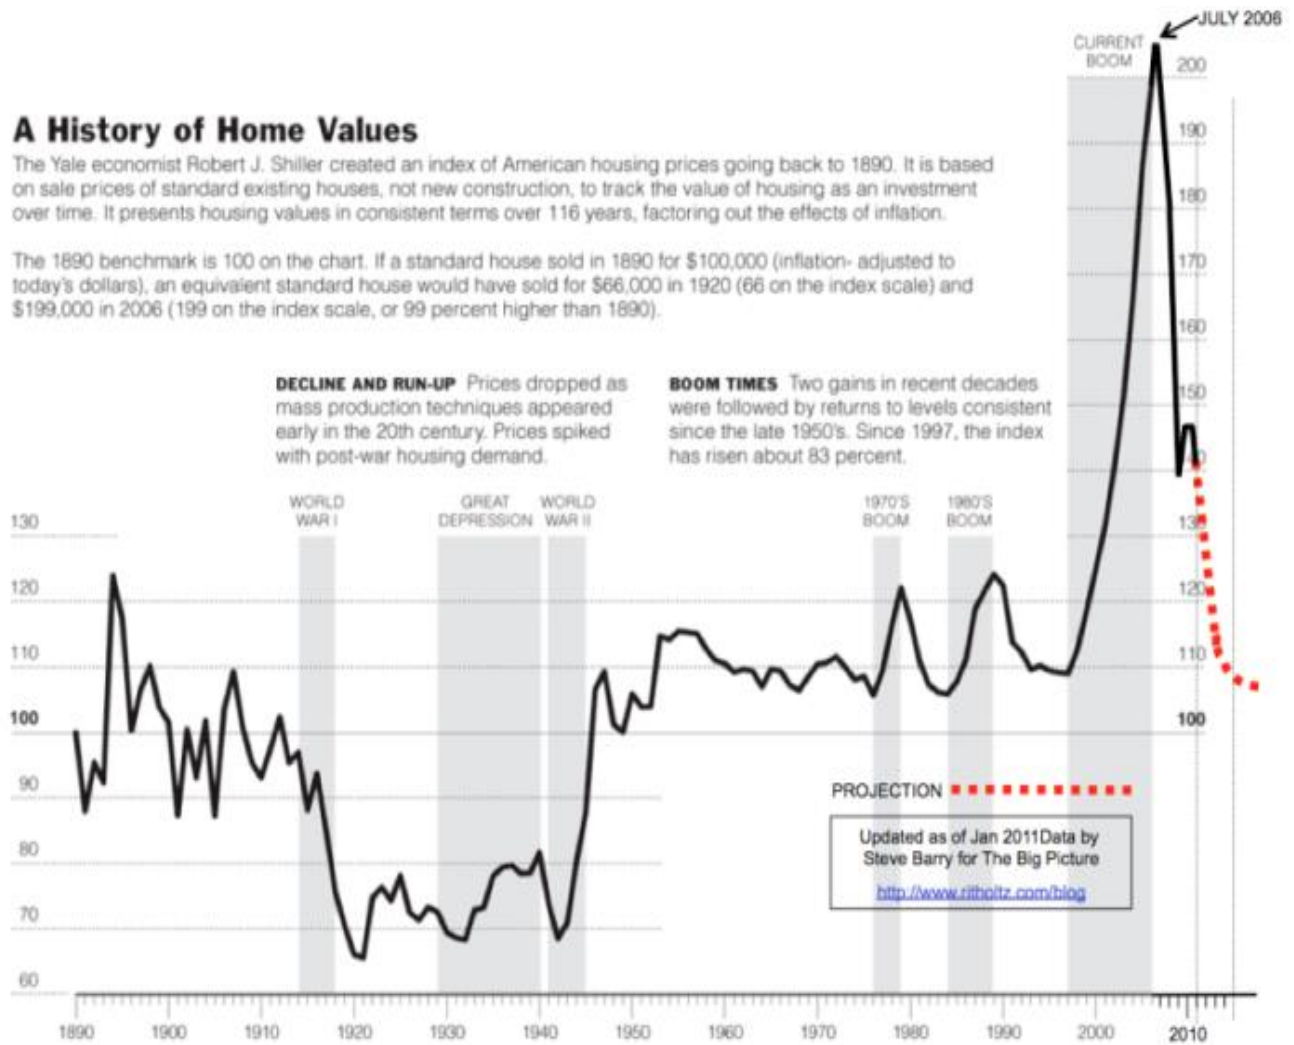 JULY 2006
CURRENT
BOOM
200
190
180
170
160
150
130
120
110
100
A History of Home Values
The Yale economist Robert J. Shiller created an index of American housing prices going back to 1890. It is based
on sale prices of standard existing houses, not new construction, to track the value of housing as an investment
over time. It presents housing values in consistent terms over 116 years, factoring out the effects of inflation.
The 1890 benchmark is 100 on the chart. If a standard house sold in 1890 for $100,000 (inflation- adjusted to
today's dollars), an equivalent standard house would have sold for $66,000 in 1920 (66 on the index scale) and
$199,000 in 2006 (199 on the index scale, or 99 percent higher than 1890).
DECLINE AND RUN-UP Prices dropped as
mass production techniques appeared
early in the 20th century. Prices spiked
with post-war housing demand.
BOOM TIMES Two gains in recent decades
were followed by returns to levels consistent
since the late 1950's. Since 1997, the index
has risen about 83 percent.
WORLD
WAR I
GREAT
DEPRESSION
WORLD
WAR II
1970'S
BOOM
1980'S
BOOM
130
120
110
100
90
80
70
60
PROJECTION
Updated as of Jan 2011Data by
Steve Barry for The Big Picture
http://www.ritholtz.com/blog
1890 1900 1910 1920 1930 1940 1950 1960 1970 1980 1990 2000 2010